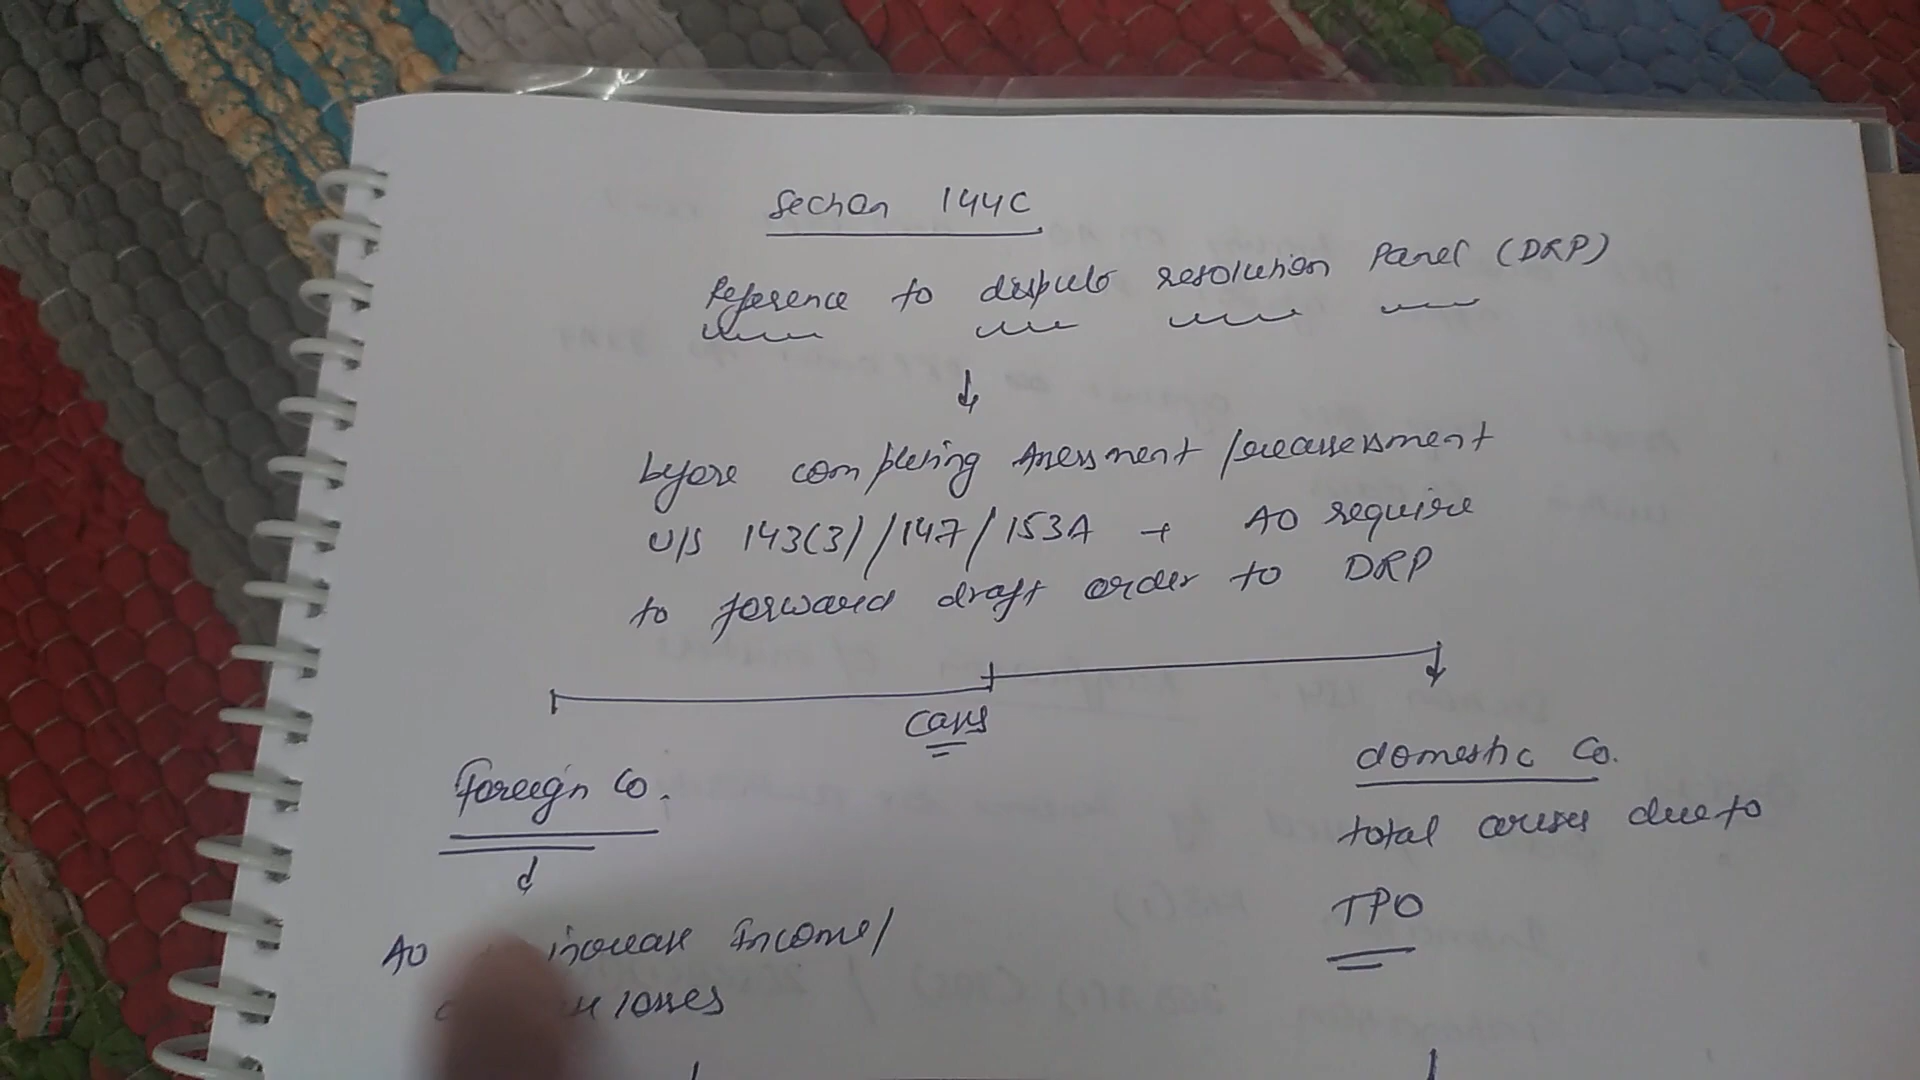 Section 144C
Reference to dispute resolution Panel (DRP)
before completing Assessment / reassessment
U/S 143(3) / 147 / 153A → AO require
to forward draft order to DRP
Cases
Foreign Co.
domestic Co.
total arises due to
TPO
AO increase Income/
losses